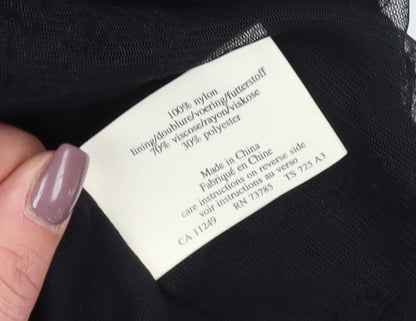 100% nylon
lining/doublure/voering/futterstoff
70% viscose/rayon/viskose
30% polyester
Made in China
Fabriqué en Chine
care instructions on reverse side
voir instructions au verso
CA 11249 RN 73785 TS 725 A3